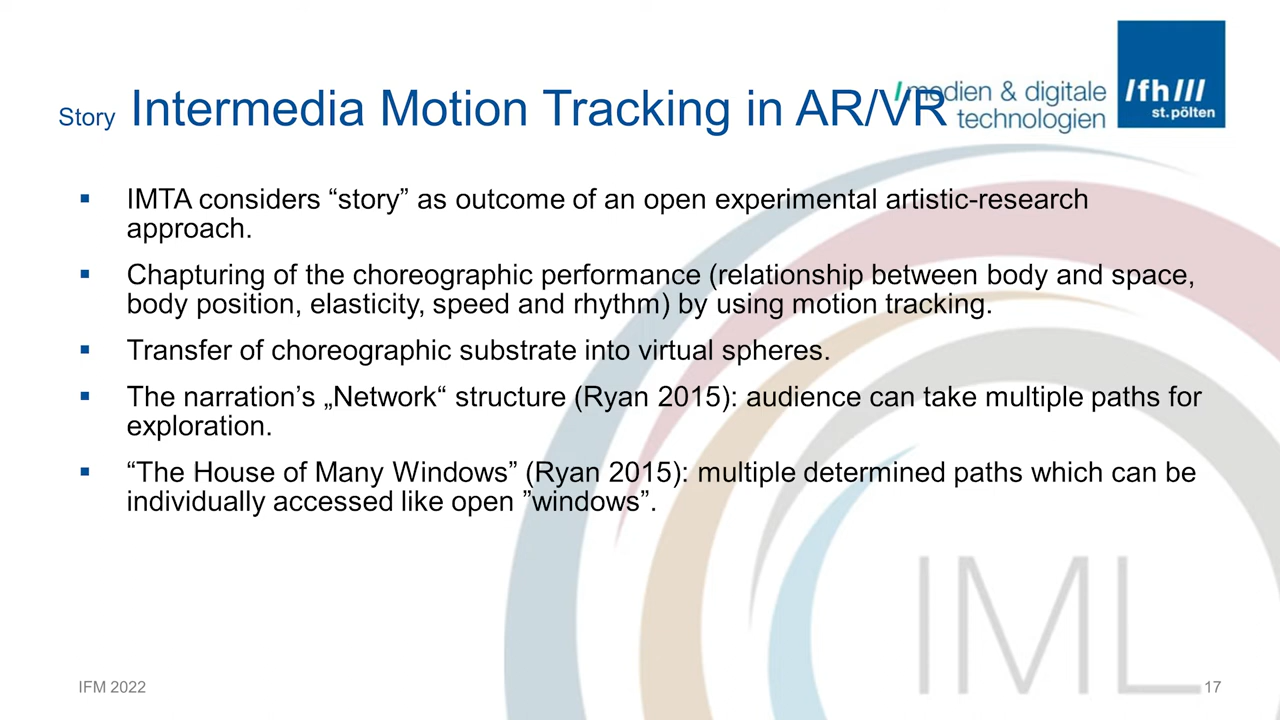 Story Intermedia Motion Tracking in AR/VR
/medien & digitale
technologien
/fh///
st.pölten
▪ IMTA considers “story” as outcome of an open experimental artistic-research
approach.
▪ Chapturing of the choreographic performance (relationship between body and space,
body position, elasticity, speed and rhythm) by using motion tracking.
▪ Transfer of choreographic substrate into virtual spheres.
▪ The narration’s „Network“ structure (Ryan 2015): audience can take multiple paths for
exploration.
▪ “The House of Many Windows” (Ryan 2015): multiple determined paths which can be
individually accessed like open ”windows”.
IML
IFM 2022
17